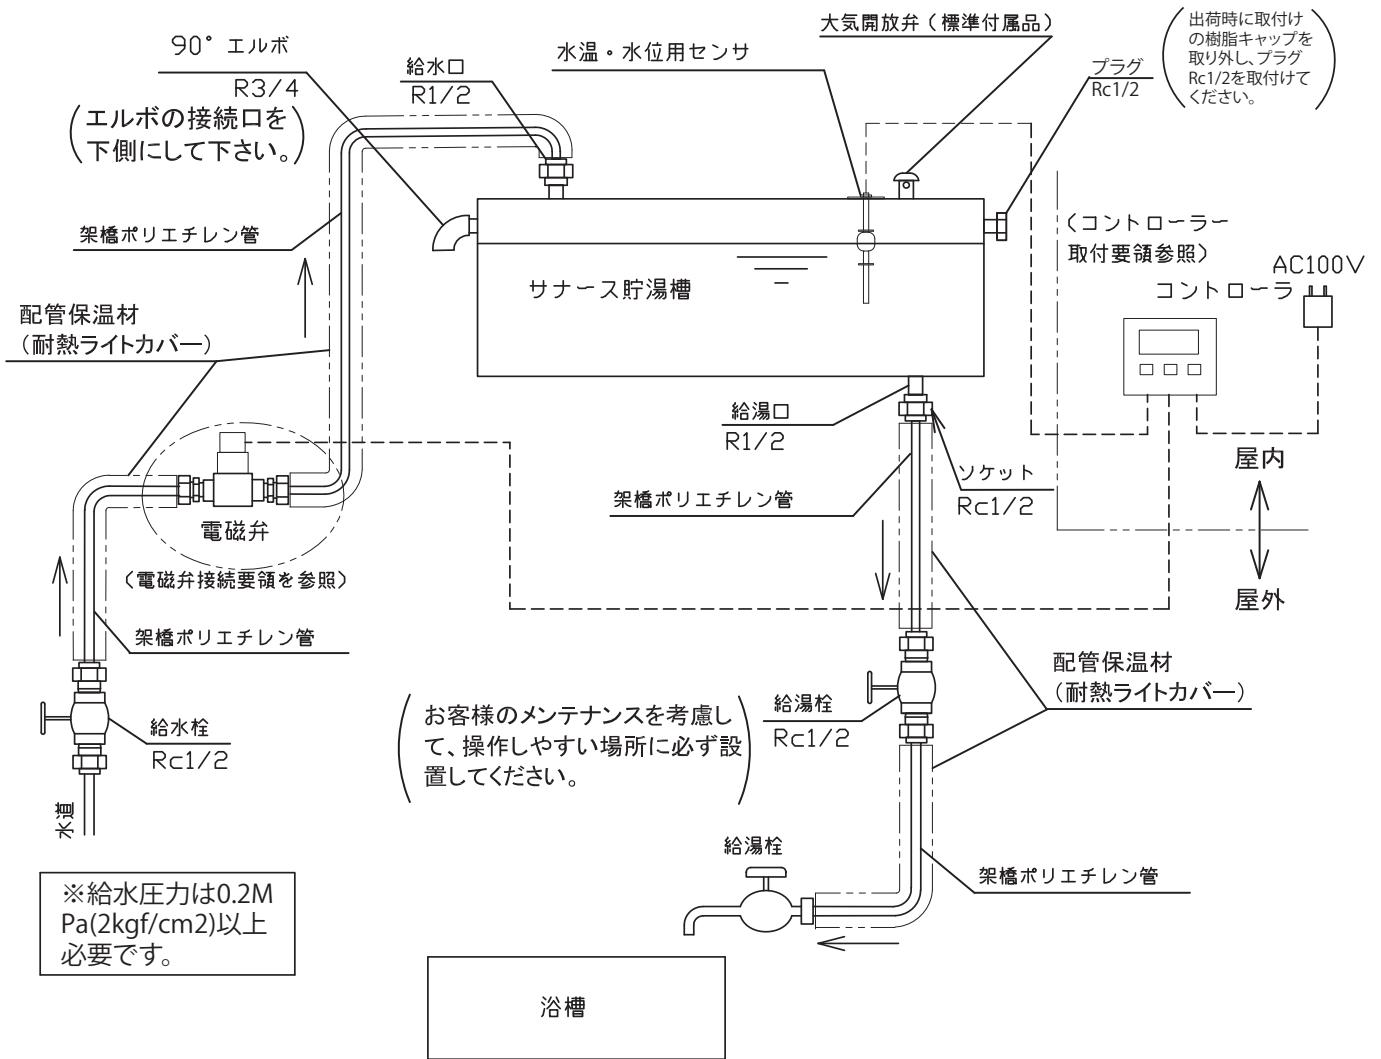 大気開放弁（標準付属品）
出荷時に取付け
の樹脂キャップを
取り外し、プラグ
Rc1/2を取付けて
ください。
90°エルボ
R3/4
（エルボの接続口を
下側にして下さい。）
給水口
R1/2
水温・水位用センサ
プラグ
Rc1/2
架橋ポリエチレン管
（コントローラー
取付要領参照）
AC100V
コントローラ
サナース貯湯槽
配管保温材
（耐熱ライトカバー）
給湯口
R1/2
屋内
ソケット
Rc1/2
架橋ポリエチレン管
電磁弁
（電磁弁接続要領を参照）
屋外
架橋ポリエチレン管
配管保温材
（耐熱ライトカバー）
給水栓
Rc1/2
お客様のメンテナンスを考慮し
て、操作しやすい場所に必ず設
置してください。
給湯栓
Rc1/2
水道
給湯栓
架橋ポリエチレン管
※給水圧力は0.2M
Pa(2kgf/cm2)以上
必要です。
浴槽